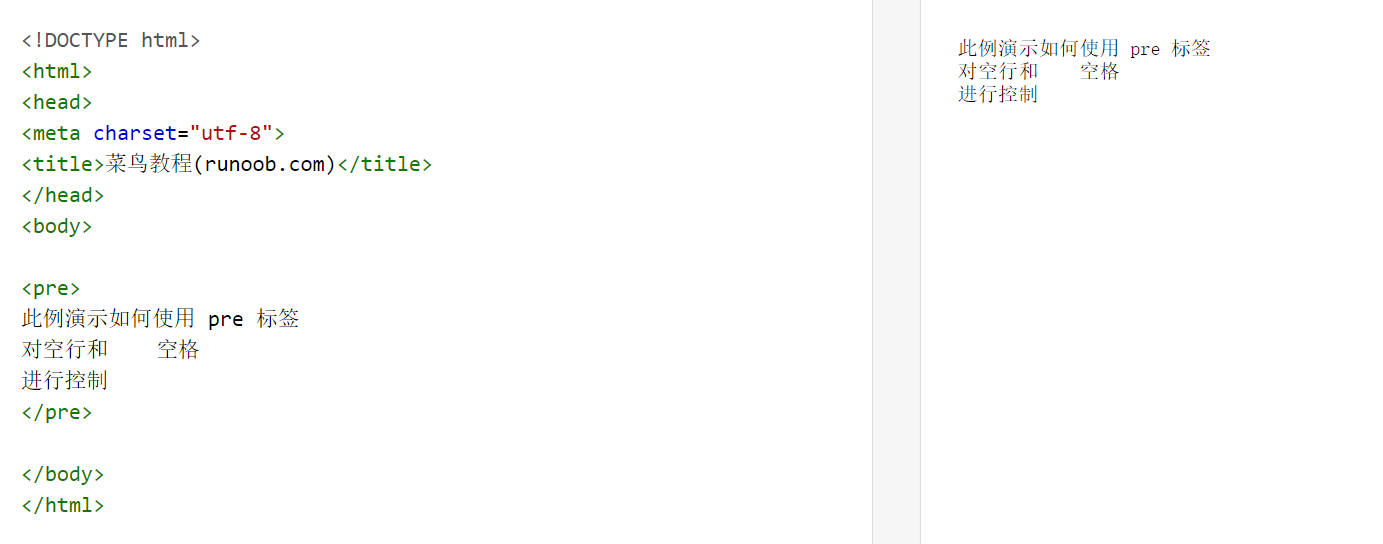 <!DOCTYPE html>
<html>
<head>
<meta charset="utf-8">
<title>菜鸟教程(runoob.com)</title>
</head>
<body>

<pre>
此例演示如何使用 pre 标签
对空行和    空格
进行控制
</pre>

</body>
</html>
此例演示如何使用 pre 标签
对空行和    空格
进行控制